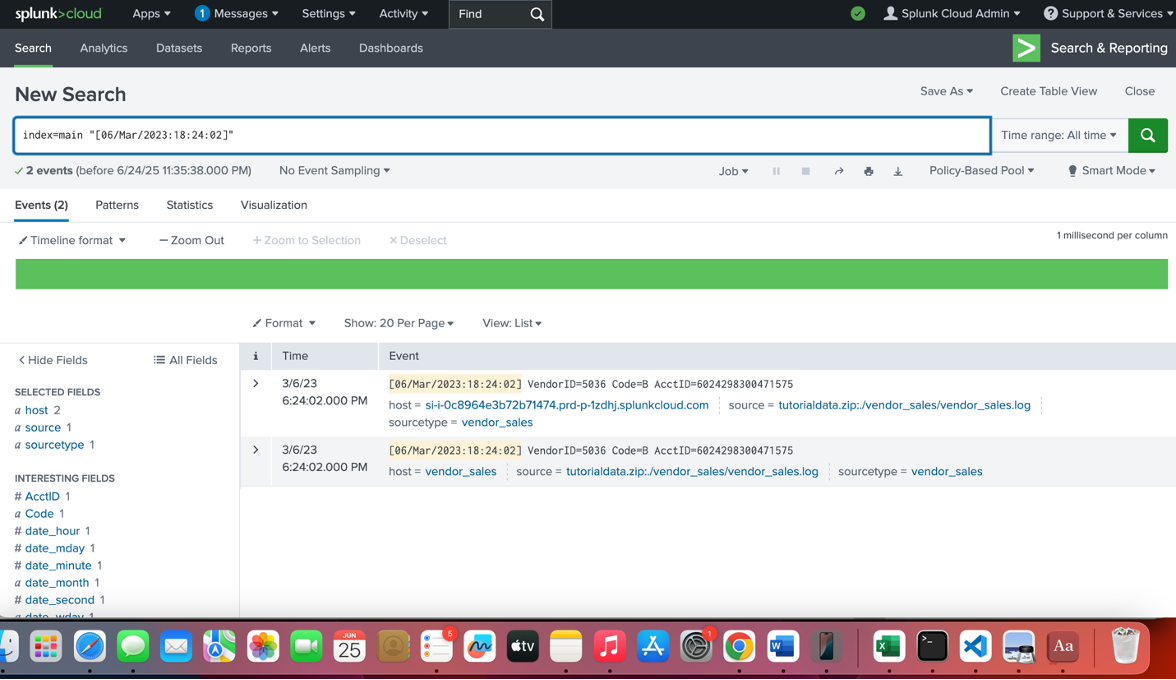 splunk>cloud Apps 1 Messages Settings Activity Find Splunk Cloud Admin ? Support & Services
Search Analytics Datasets Reports Alerts Dashboards > Search & Reporting
New Search Save As Create Table View Close
index=main "[06/Mar/2023:18:24:02]" Time range: All time
✓ 2 events (before 6/24/25 11:35:38.000 PM) No Event Sampling Job Policy-Based Pool Smart Mode
Events (2) Patterns Statistics Visualization
Timeline format — Zoom Out + Zoom to Selection × Deselect 1 millisecond per column
Format Show: 20 Per Page View: List
< Hide Fields All Fields
i Time Event
SELECTED FIELDS
a host 2
a source 1
a sourcetype 1
INTERESTING FIELDS
# AcctID 1
a Code 1
# date_hour 1
# date_mday 1
# date_minute 1
a date_month 1
# date_second 1
a date_wday 1
> 3/6/23 [06/Mar/2023:18:24:02] VendorID=5036 Code=B AcctID=6024298300471575
6:24:02.000 PM host = si-i-0c8964e3b72b71474.prd-p-1zdhj.splunkcloud.com source = tutorialdata.zip:./vendor_sales/vendor_sales.log
sourcetype = vendor_sales
> 3/6/23 [06/Mar/2023:18:24:02] VendorID=5036 Code=B AcctID=6024298300471575
6:24:02.000 PM host = vendor_sales source = tutorialdata.zip:./vendor_sales/vendor_sales.log sourcetype = vendor_sales
JUN
25
5
tv
1
W
X
>_
Aa